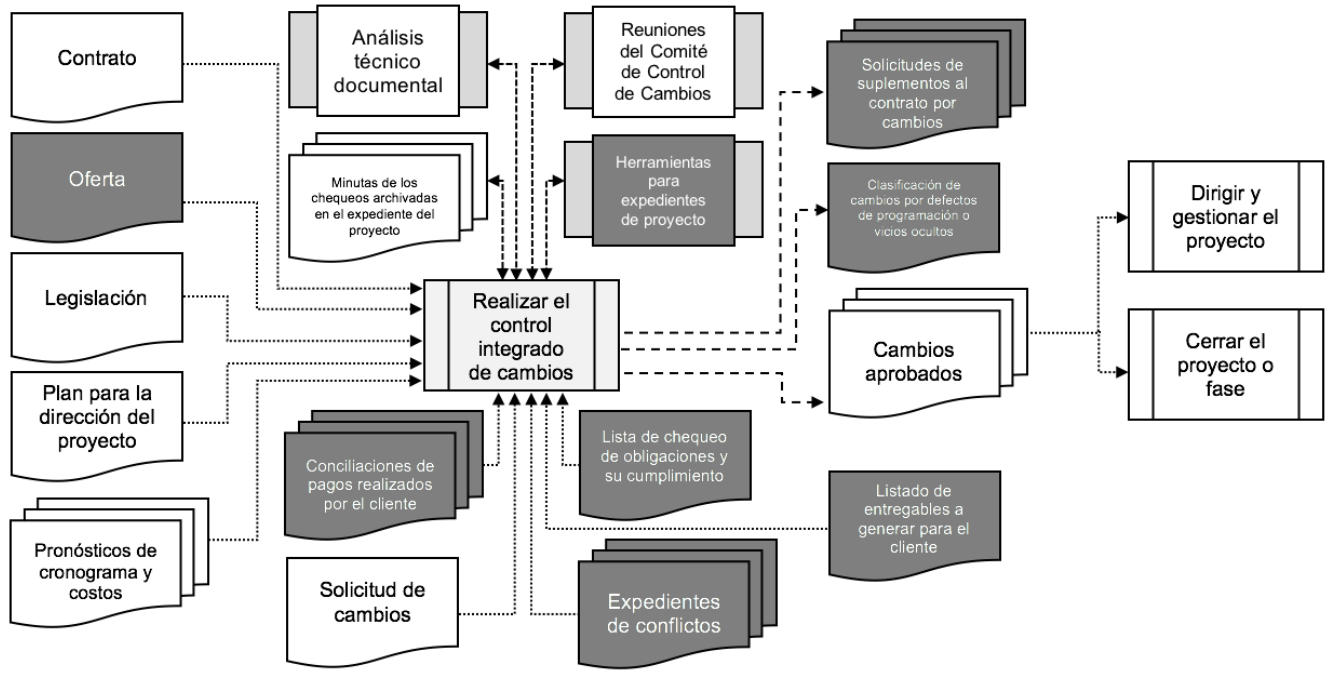 Contrato
Oferta
Legislación
Plan para la
dirección del
proyecto
Pronósticos de
cronograma y
costos
Análisis
técnico
documental
Minutas de los
chequeos archivadas
en el expediente del
proyecto
Reuniones
del Comité
de Control
de Cambios
Herramientas
para
expedientes
de proyecto
Realizar el
control
integrado
de cambios
Conciliaciones de
pagos realizados
por el cliente
Solicitud de
cambios
Lista de chequeo
de obligaciones y
su cumplimiento
Expedientes
de conflictos
Solicitudes de
suplementos al
contrato por
cambios
Clasificación de
cambios por defectos
de programación o
vicios ocultos
Cambios
aprobados
Listado de
entregables a
generar para el
cliente
Dirigir y
gestionar el
proyecto
Cerrar el
proyecto o
fase